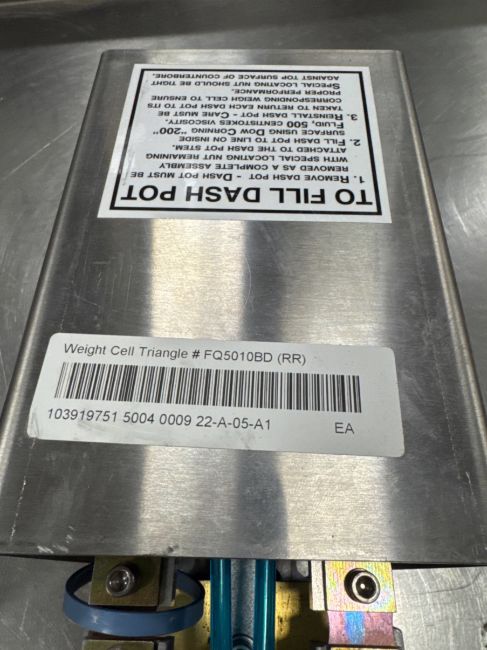 TO FILL DASH POT
1. REMOVE DASH POT - DASH POT MUST BE
REMOVED AS A COMPLETE ASSEMBLY
WITH SPECIAL LOCATING NUT REMAINING
ATTACHED TO THE DASH POT STEM.
2. FILL DASH POT TO LINE ON INSIDE
SURFACE USING DOW CORNING "200"
FLUID, 500 CENTISTOKES VISCOSITY.
3. REINSTALL DASH POT - CARE MUST BE
TAKEN TO RETURN EACH DASH POT TO ITS
CORRESPONDING WEIGH CELL TO ENSURE
PROPER PERFORMANCE.
SPECIAL LOCATING NUT SHOULD BE TIGHT
AGAINST TOP SURFACE OF COUNTERBORE.
Weight Cell Triangle # FQ5010BD (RR)
103919751 5004 0009 22-A-05-A1 EA